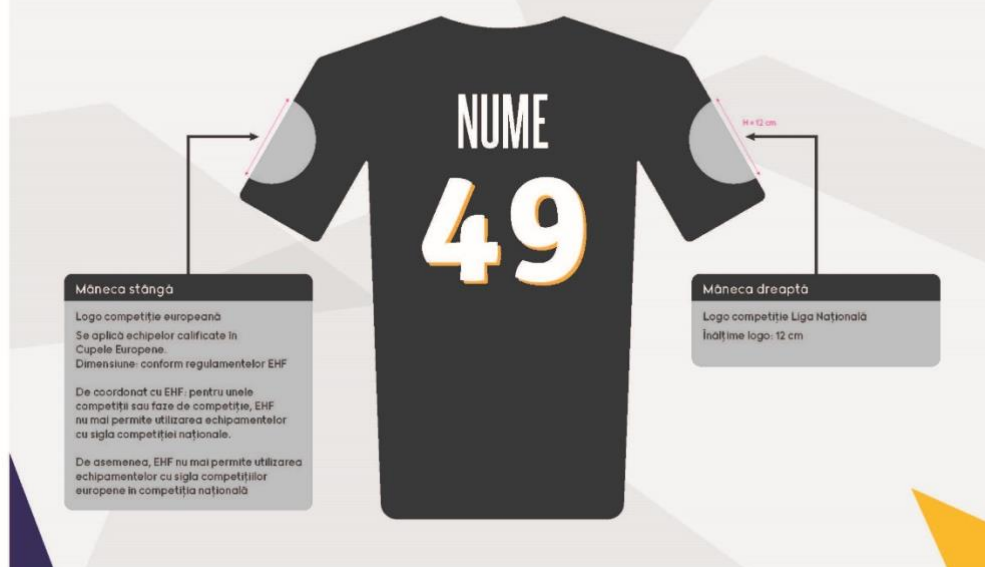 NUME
49
H = 12 cm
Mâneca stângă
Logo competiție europeană
Se aplică echipelor calificate în
Cupele Europene.
Dimensiune: conform regulamentelor EHF
De coordonat cu EHF: pentru unele
competiții sau faze de competiție, EHF
nu mai permite utilizarea echipamentelor
cu sigla competiției naționale.
De asemenea, EHF nu mai permite utilizarea
echipamentelor cu sigla competițiilor
europene în competiția națională
Mâneca dreaptă
Logo competiție Liga Națională
Înălțime logo: 12 cm